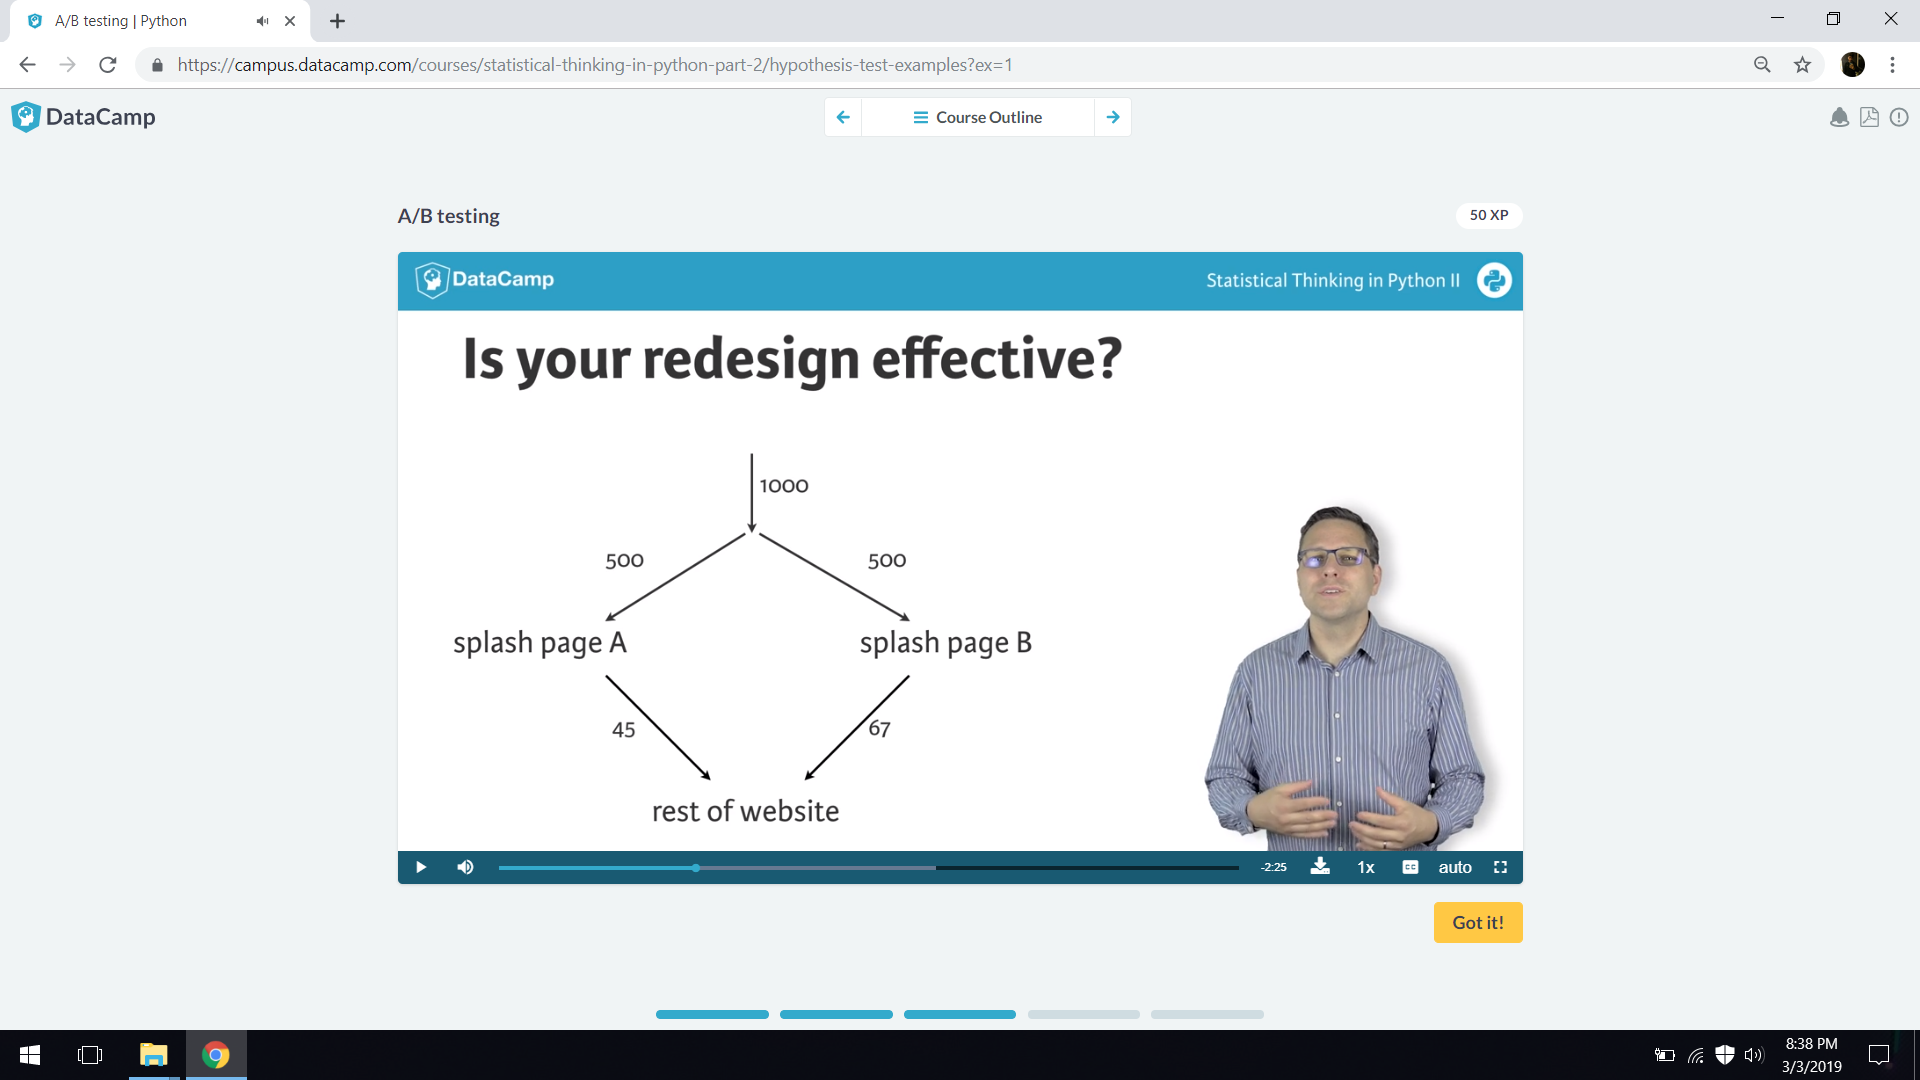 A/B testing | Python
https://campus.datacamp.com/courses/statistical-thinking-in-python-part-2/hypothesis-test-examples?ex=1
DataCamp
Course Outline
A/B testing
50 XP
DataCamp
Statistical Thinking in Python II
Is your redesign effective?
1000
500
500
splash page A
splash page B
45
67
rest of website
-2:25
1x
CC
auto
Got it!
8:38 PM
3/3/2019